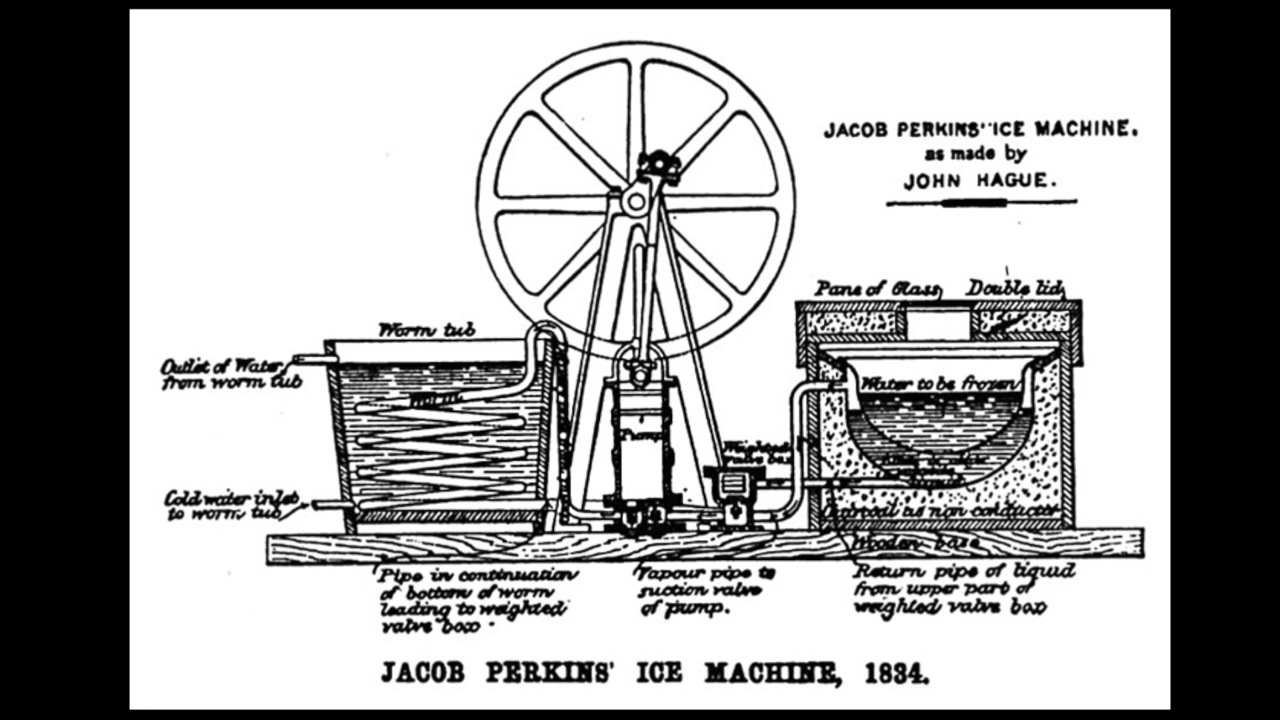 JACOB PERKINS' ICE MACHINE.
as made by
JOHN HAGUE.
Pane of Glass
Double lid
Worm tub
Outlet of Water
from worm tub
Worm
Water to be frozen
Pump
Weighted
valve box
Cold water inlet
to worm tub
Charcoal as non conductor
Wooden base
Pipe in continuation
of bottom of worm
leading to weighted
valve box
Vapour pipe to
suction valve
of pump.
Return pipe of liquid
from upper part of
weighted valve box
JACOB PERKINS' ICE MACHINE, 1834.